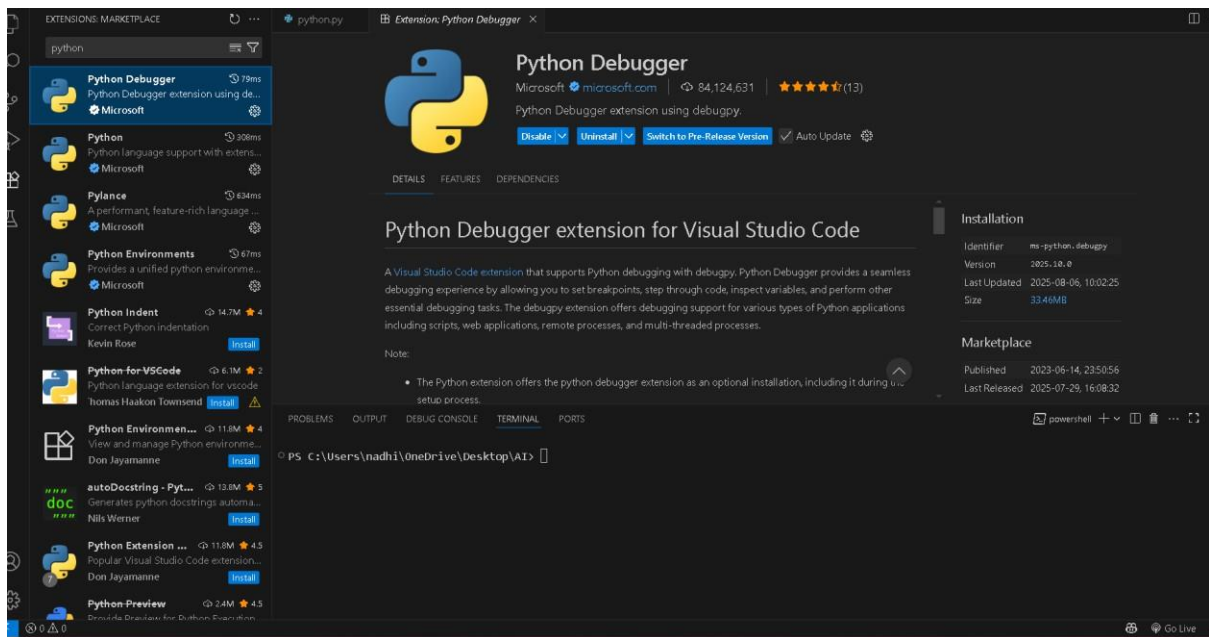 EXTENSIONS: MARKETPLACE
python
Python Debugger 79ms
Python Debugger extension using de...
Microsoft
Python 308ms
Python language support with extens...
Microsoft
Pylance 634ms
A performant, feature-rich language ...
Microsoft
Python Environments 67ms
Provides a unified python environme...
Microsoft
Python Indent 14.7M 4
Correct Python indentation
Kevin Rose Install
Python for VSCode 6.1M 2
Python language extension for vscode
Thomas Haakon Townsend Install
Python Environmen... 11.8M 4
View and manage Python environme...
Don Jayamanne Install
autoDocstring - Pyt... 13.8M 5
Generates python docstrings automa...
Nils Werner Install
Python Extension ... 11.8M 4.5
Popular Visual Studio Code extension...
Don Jayamanne Install
7
Python Preview 2.4M 4.5
Provide Preview for Python Execution
python.py Extension: Python Debugger
Python Debugger
Microsoft microsoft.com 84,124,631 (13)
Python Debugger extension using debugpy.
Disable Uninstall Switch to Pre-Release Version Auto Update
DETAILS FEATURES DEPENDENCIES
Python Debugger extension for Visual Studio Code
A Visual Studio Code extension that supports Python debugging with debugpy. Python Debugger provides a seamless
debugging experience by allowing you to set breakpoints, step through code, inspect variables, and perform other
essential debugging tasks. The debugpy extension offers debugging support for various types of Python applications
including scripts, web applications, remote processes, and multi-threaded processes.
Note:
• The Python extension offers the python debugger extension as an optional installation, including it during
setup process.
Installation
Identifier ms-python.debugpy
Version 2025.10.0
Last Updated 2025-08-06, 10:02:25
Size 33.46MB
Marketplace
Published 2023-06-14, 23:50:56
Last Released 2025-07-29, 16:08:32
PROBLEMS OUTPUT DEBUG CONSOLE TERMINAL PORTS
powershell
PS C:\Users\nadhi\OneDrive\Desktop\AI>
0 0
Go Live